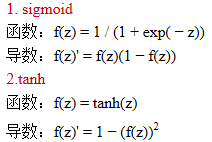 1. sigmoid
函数：f(z) = 1 / (1 + exp( − z))
导数：f(z)' = f(z)(1 − f(z))
2.tanh
函数：f(z) = tanh(z)
导数：f(z)' = 1 − (f(z))²